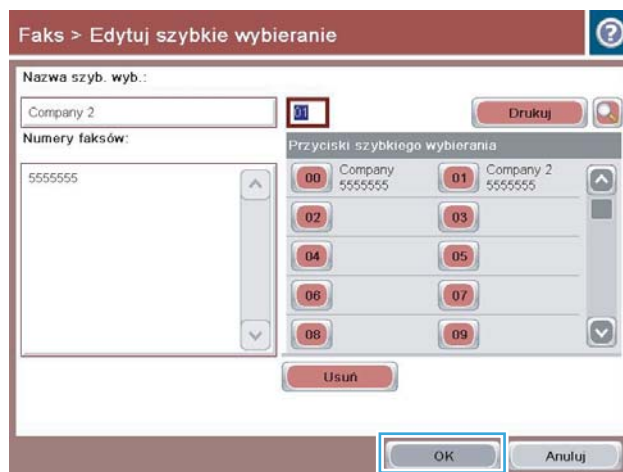 Faks > Edytuj szybkie wybieranie
?
Nazwa szyb. wyb.:
Company 2
01
Drukuj
Numery faksów:
5555555
Przyciski szybkiego wybierania
00 Company 5555555
01 Company 2 5555555
02
03
04
05
06
07
08
09
Usuń
OK
Anuluj